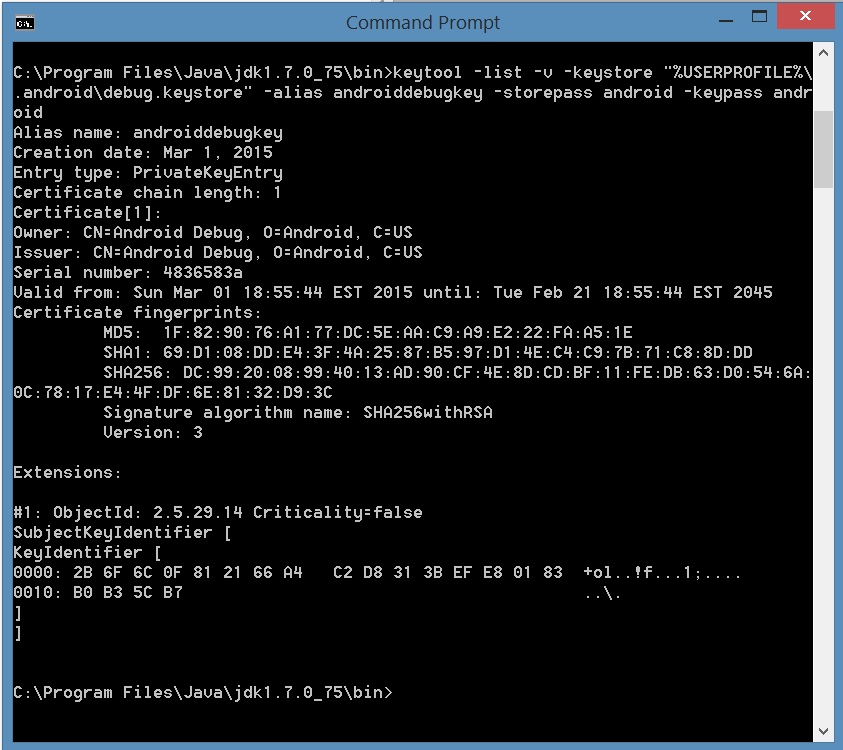 Command Prompt
C:\Program Files\Java\jdk1.7.0_75\bin>keytool -list -v -keystore "%USERPROFILE%\
.android\debug.keystore" -alias androiddebugkey -storepass android -keypass andr
oid
Alias name: androiddebugkey
Creation date: Mar 1, 2015
Entry type: PrivateKeyEntry
Certificate chain length: 1
Certificate[1]:
Owner: CN=Android Debug, O=Android, C=US
Issuer: CN=Android Debug, O=Android, C=US
Serial number: 4836583a
Valid from: Sun Mar 01 18:55:44 EST 2015 until: Tue Feb 21 18:55:44 EST 2045
Certificate fingerprints:
MD5:  1F:82:90:76:A1:77:DC:5E:AA:C9:A9:E2:22:FA:A5:1E
SHA1: 69:D1:08:DD:E4:3F:4A:25:87:B5:97:D1:4E:C4:C9:7B:71:C8:8D:DD
SHA256: DC:99:20:08:99:40:13:AD:90:CF:4E:8D:CD:BF:11:FE:DB:63:D0:54:6A:
0C:78:17:E4:4F:DF:6E:81:32:D9:3C
Signature algorithm name: SHA256withRSA
Version: 3
Extensions:
#1: ObjectId: 2.5.29.14 Criticality=false
SubjectKeyIdentifier [
KeyIdentifier [
0000: 2B 6F 6C 0F 81 21 66 A4   C2 D8 31 3B EF E8 01 83  +ol..!f...1;....
0010: B0 B3 5C B7                                        ..\.
]
]
C:\Program Files\Java\jdk1.7.0_75\bin>